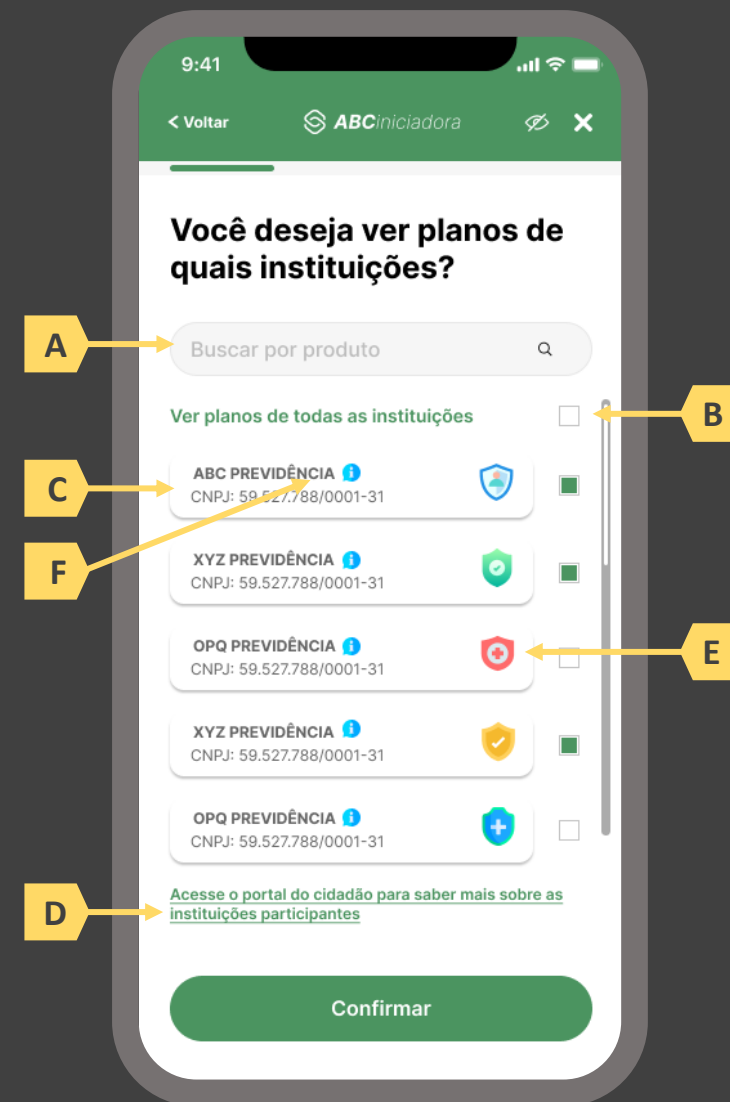 9:41
< Voltar
ABCiniciadora
Você deseja ver planos de
quais instituições?
A
Buscar por produto
Ver planos de todas as instituições
B
C
ABC PREVIDÊNCIA
CNPJ: 59.527.788/0001-31
F
XYZ PREVIDÊNCIA
CNPJ: 59.527.788/0001-31
OPQ PREVIDÊNCIA
CNPJ: 59.527.788/0001-31
E
XYZ PREVIDÊNCIA
CNPJ: 59.527.788/0001-31
OPQ PREVIDÊNCIA
CNPJ: 59.527.788/0001-31
D
Acesse o portal do cidadão para saber mais sobre as
instituições participantes
Confirmar